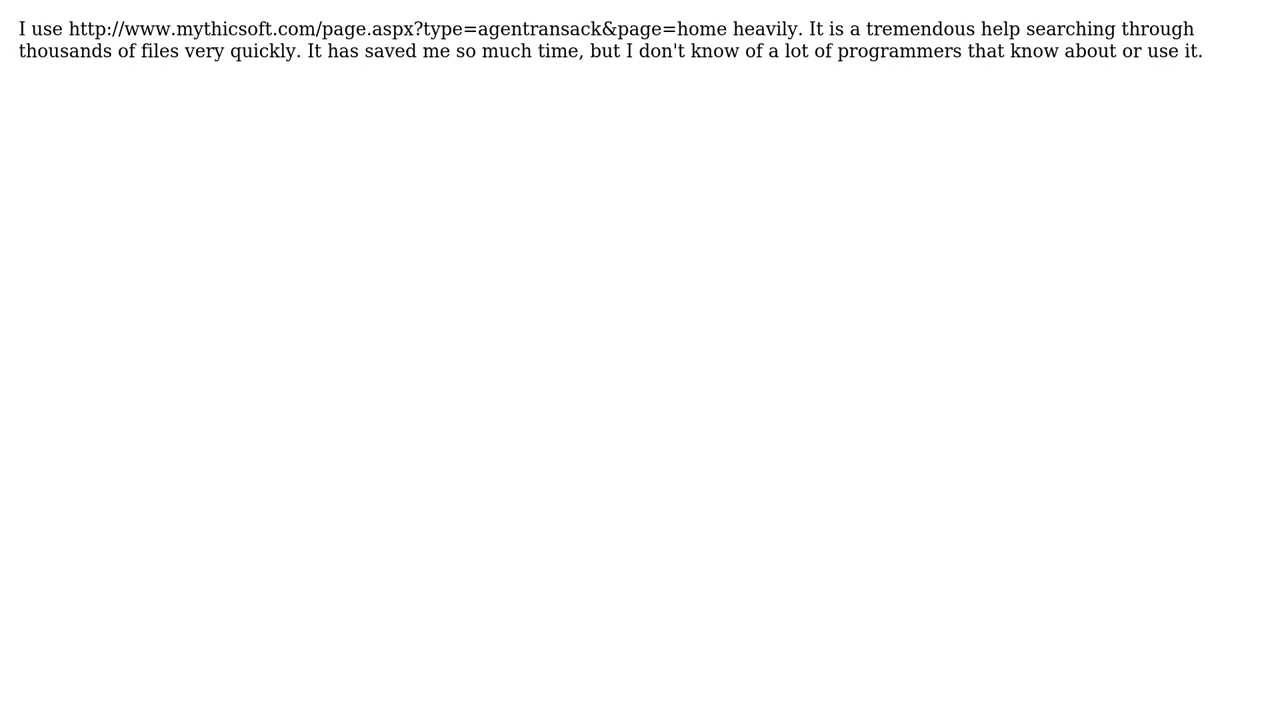 I use http://www.mythicsoft.com/page.aspx?type=agentransack&page=home heavily. It is a tremendous help searching through
thousands of files very quickly. It has saved me so much time, but I don't know of a lot of programmers that know about or use it.